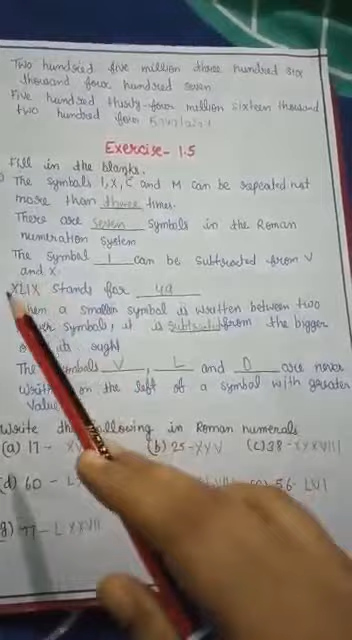 Two hundred five million three hundred six
thousand four hundred seven
Five hundred thirty-four million sixteen thousand
two hundred four
Exercise-1.5
Fill in the blanks.
The symbols I, X, C and M can be repeated not
more than three times.
There are seven symbols in the Roman
numeration system
The symbol I can be subtracted from V
and X.
XLIX stands for 49
when a smaller symbol is written between two
symbols, it is from the bigger
its right
The symbols V, L and D are never
on the left of a symbol with greater
value
Write the following in Roman numerals
(a) 17- (b) 25-XXV (c) 38-XXXVIII
(d) 60- 56- LVI
(g) 77- LXXVII